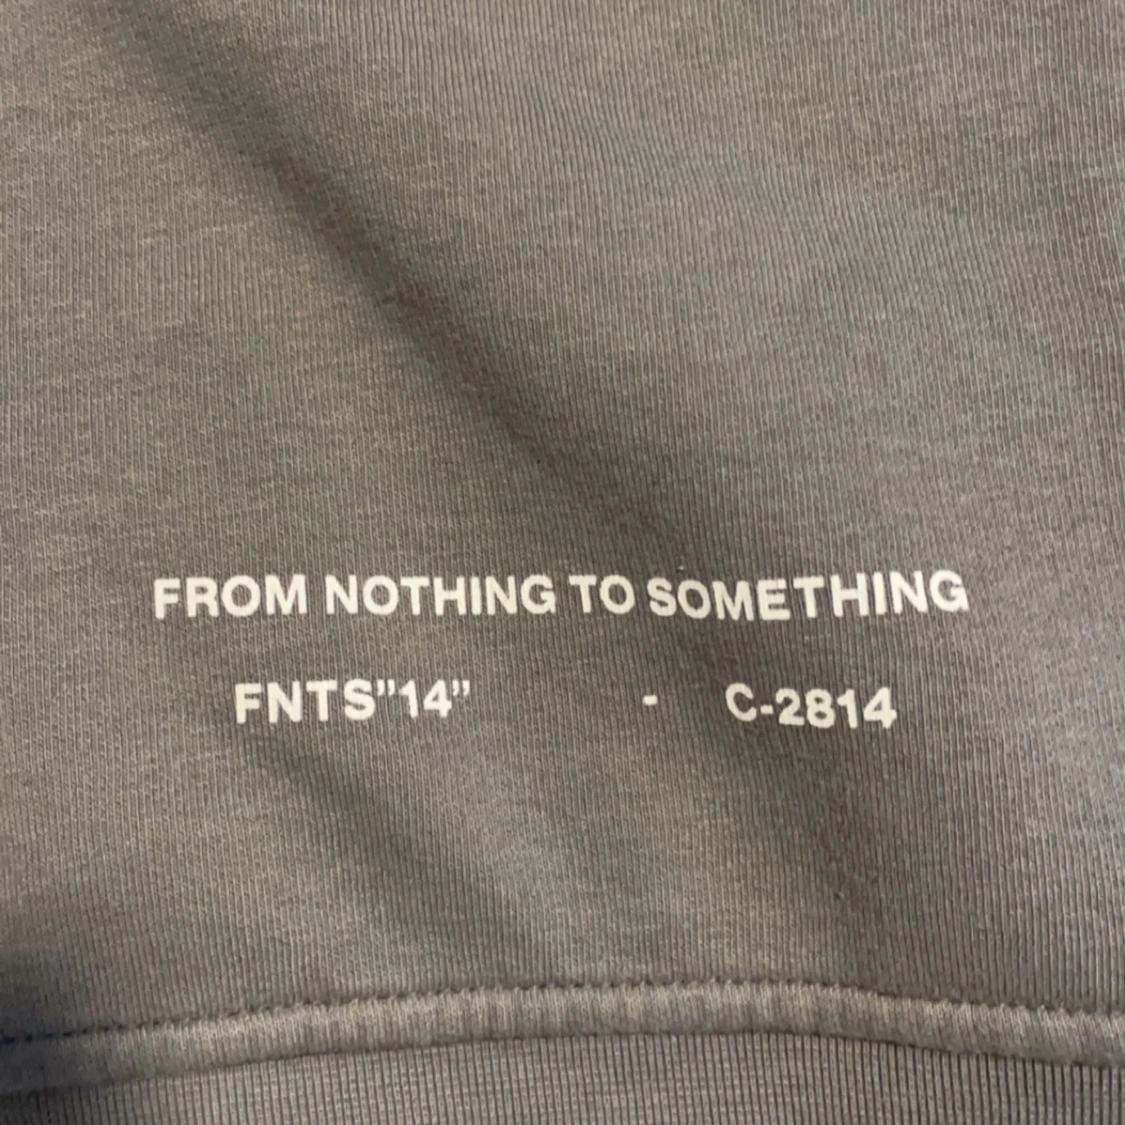 FROM NOTHING TO SOMETHING
FNTS”14” - C-2814